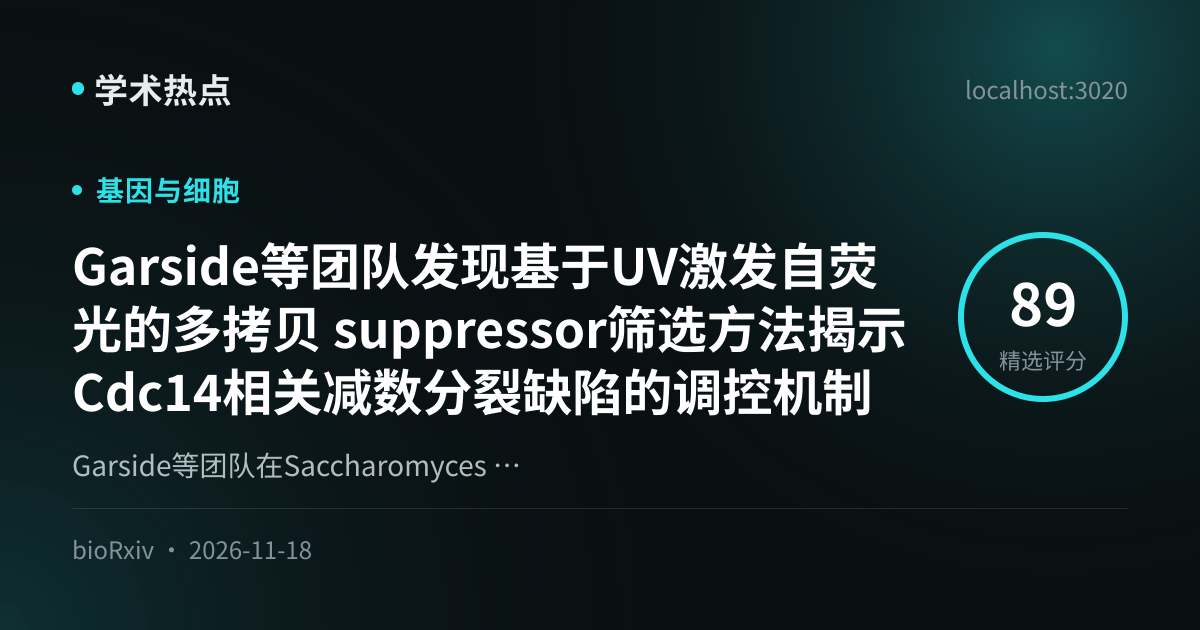 学术热点
localhost:3020
基因与细胞
Garside等团队发现基于UV激发自荧
光的多拷贝 suppressor筛选方法揭示
Cdc14相关减数分裂缺陷的调控机制
89
精选评分
Garside等团队在Saccharomyces …
bioRxiv · 2026-11-18